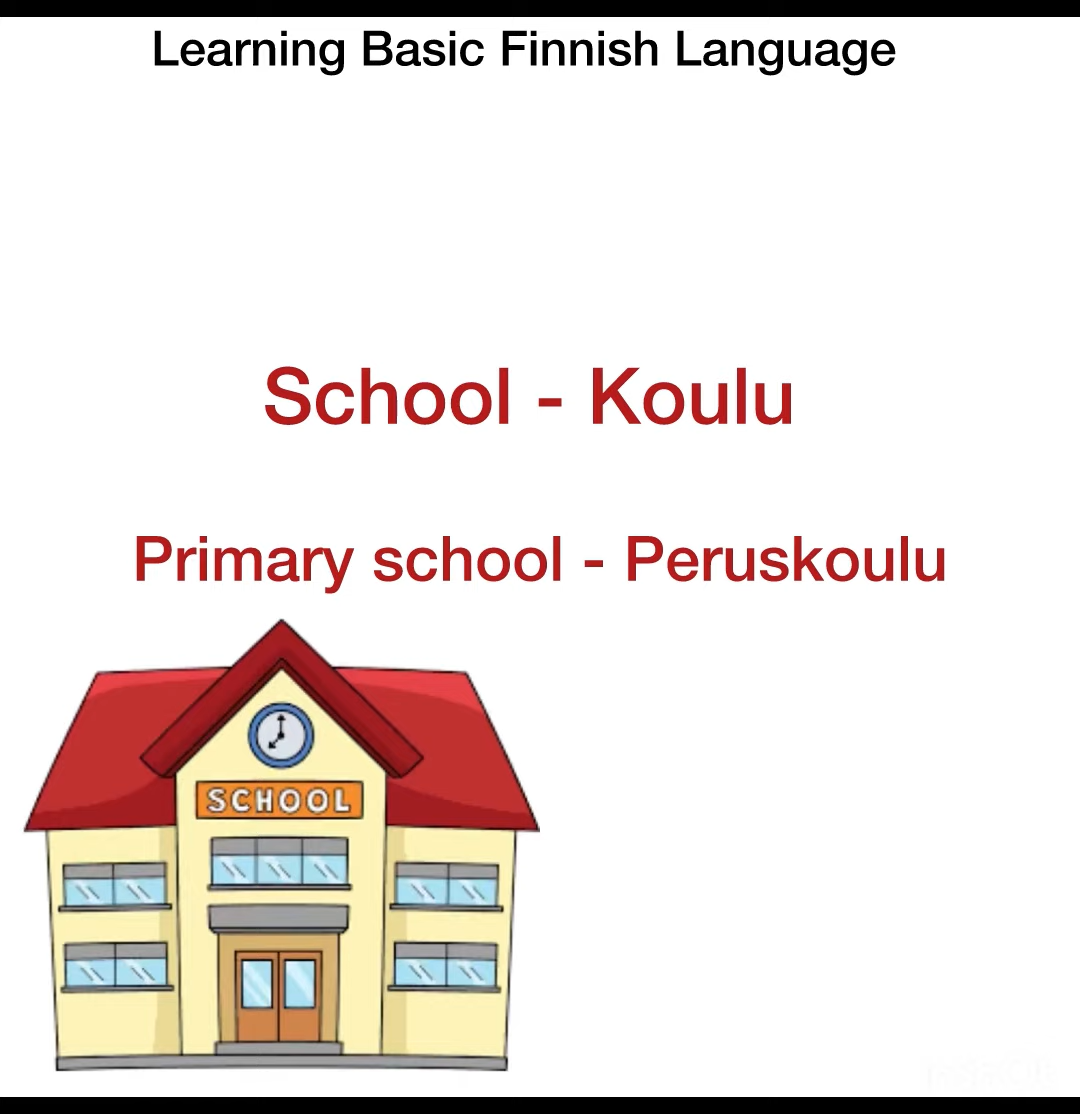 Learning Basic Finnish Language
School - Koulu
Primary school - Peruskoulu
SCHOOL